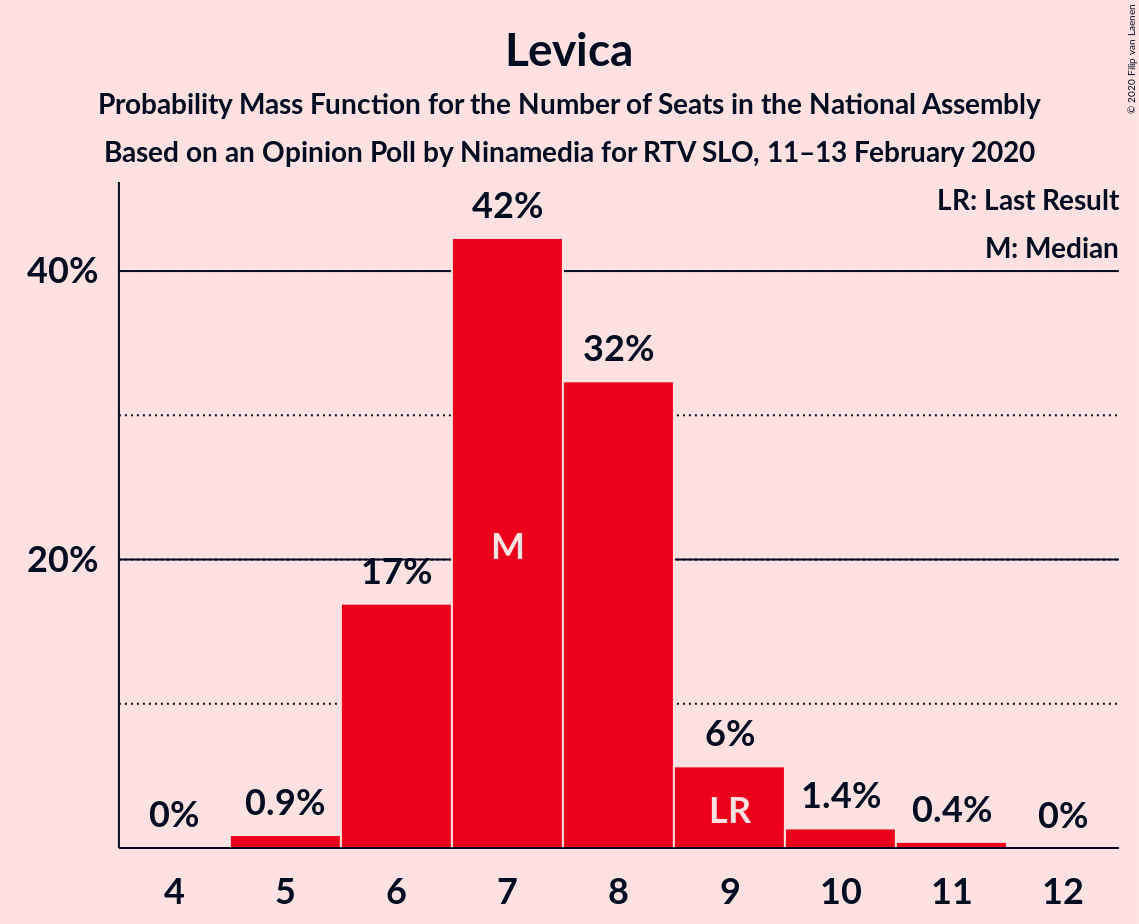 Levica
Probability Mass Function for the Number of Seats in the National Assembly
Based on an Opinion Poll by Ninamedia for RTV SLO, 11–13 February 2020
© 2020 Filip van Laenen
LR: Last Result
M: Median
40%
20%
0%
0.9%
17%
42%
32%
6%
1.4%
0.4%
0%
M
LR
4 5 6 7 8 9 10 11 12